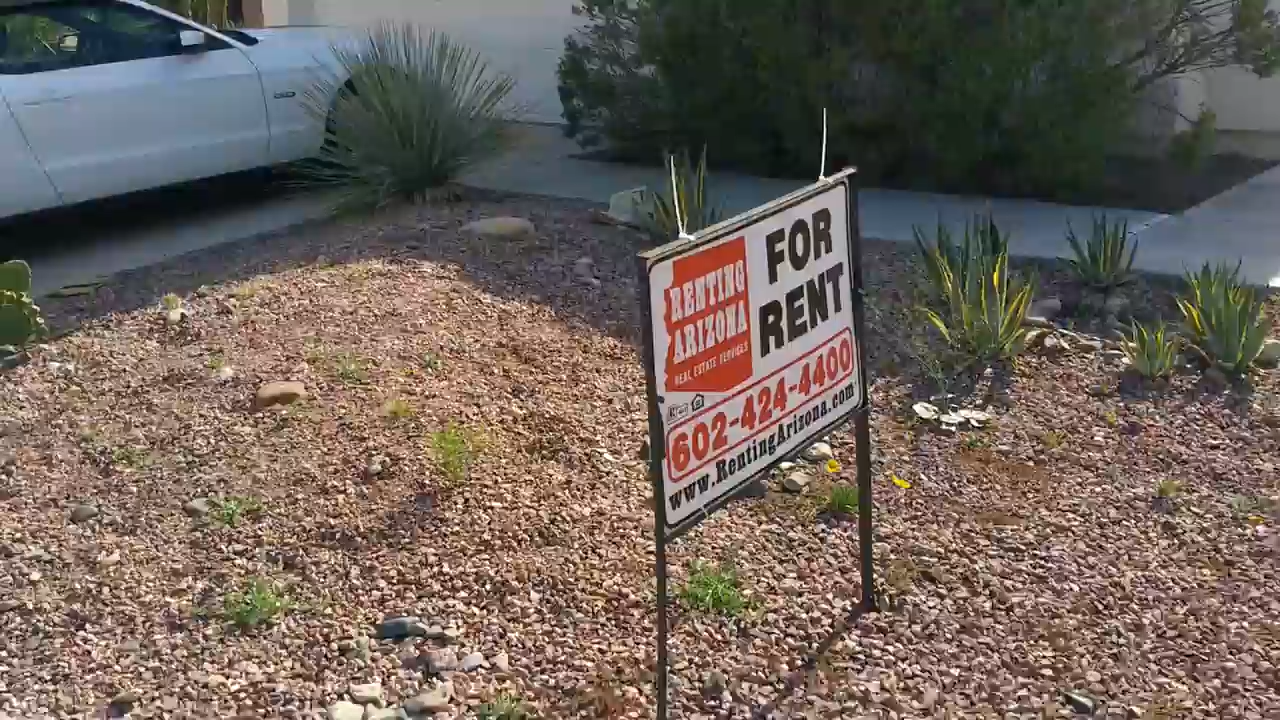 RENTING
ARIZONA
REAL ESTATE SERVICES
FOR
RENT
602-424-4400
www.RentingArizona.com